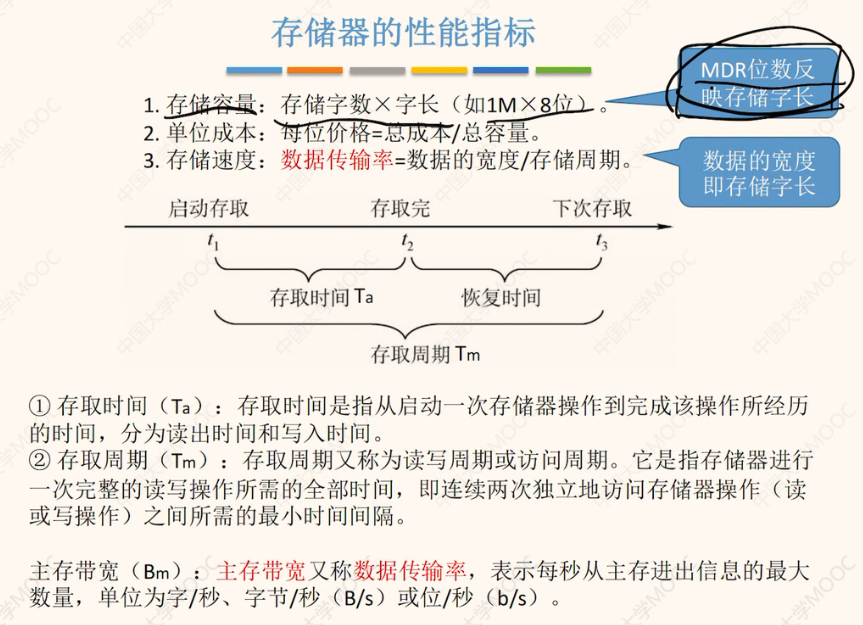 存储器的性能指标
MDR位数反
映存储字长
1. 存储容量：存储字数×字长（如1M×8位）。
2. 单位成本：每位价格=总成本/总容量。
3. 存储速度：数据传输率=数据的宽度/存储周期。
数据的宽度
即存储字长
启动存取 存取完 下次存取
t1 t2 t3
存取时间 Ta 恢复时间
存取周期 Tm
① 存取时间（Ta）：存取时间是指从启动一次存储器操作到完成该操作所经历
的时间，分为读出时间和写入时间。
② 存取周期（Tm）：存取周期又称为读写周期或访问周期。它是指存储器进行
一次完整的读写操作所需的全部时间，即连续两次独立地访问存储器操作（读
或写操作）之间所需的最小时间间隔。
主存带宽（Bm）：主存带宽又称数据传输率，表示每秒从主存进出信息的最大
数量，单位为字/秒、字节/秒（B/s）或位/秒（b/s）。
中国大学MOOC